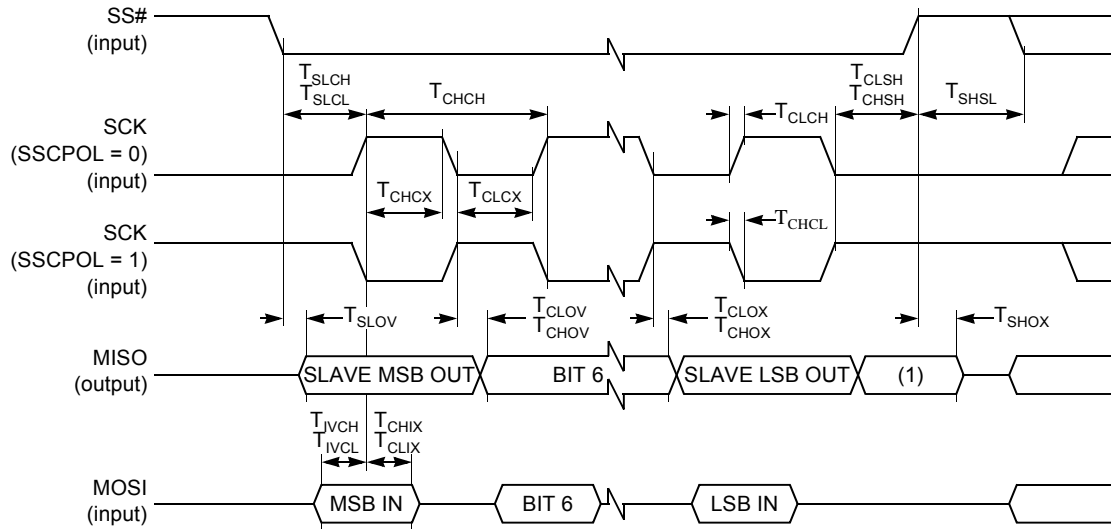 SS#
(input)
TSLCH
TSLCL
TCHCH
TCLSH
TCHSH
TSHSL
TCLCH
SCK
(SSCPOL = 0)
(input)
TCHCX
TCLCX
TCHCL
SCK
(SSCPOL = 1)
(input)
TSLOV
TCLOV
TCHOV
TCLOX
TCHOX
TSHOX
MISO
(output)
SLAVE MSB OUT
BIT 6
SLAVE LSB OUT
(1)
TIVCH
TIVCL
TCHIX
TCLIX
MOSI
(input)
MSB IN
BIT 6
LSB IN